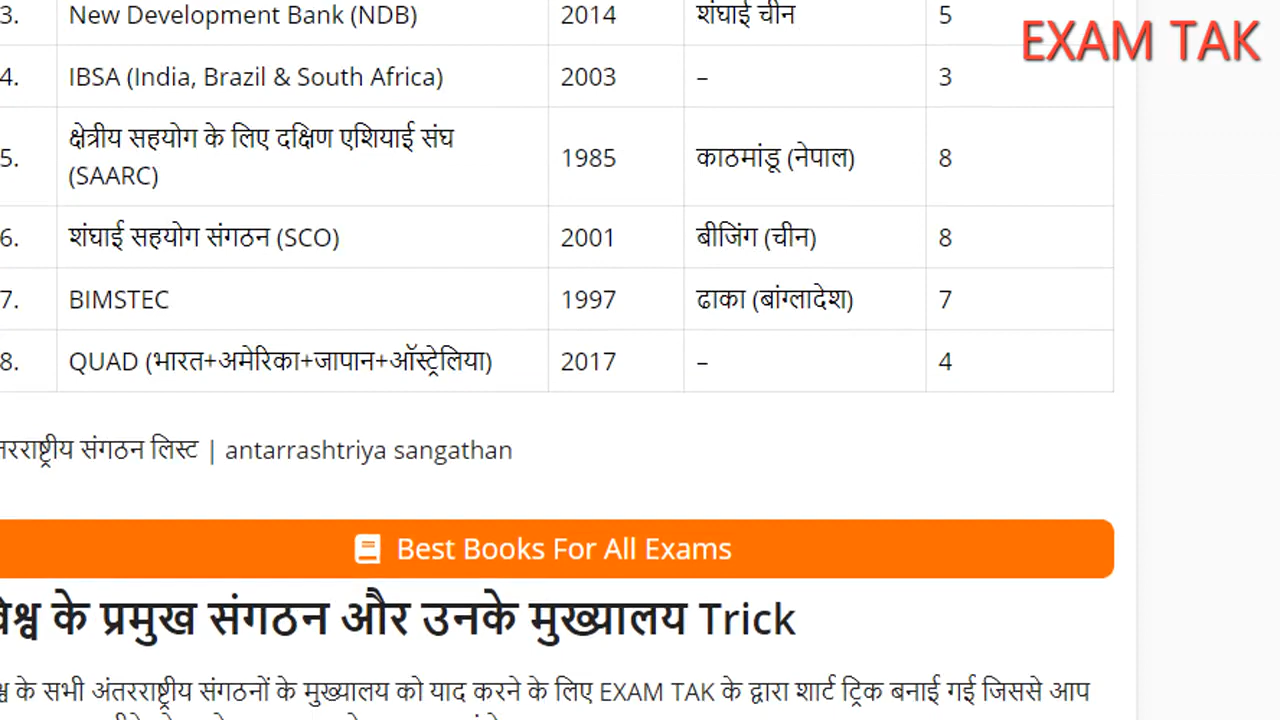 3. New Development Bank (NDB) 2014 शंघाई चीन 5
EXAM TAK
4. IBSA (India, Brazil & South Africa) 2003 – 3
5. क्षेत्रीय सहयोग के लिए दक्षिण एशियाई संघ
(SAARC) 1985 काठमांडू (नेपाल) 8
6. शंघाई सहयोग संगठन (SCO) 2001 बीजिंग (चीन) 8
7. BIMSTEC 1997 ढाका (बांग्लादेश) 7
8. QUAD (भारत+अमेरिका+जापान+ऑस्ट्रेलिया) 2017 – 4
संगठन लिस्ट | antarrashtriya sangathan
Best Books For All Exams
के प्रमुख संगठन और उनके मुख्यालय Trick
के सभी अंतरराष्ट्रीय संगठनों के मुख्यालय को याद करने के लिए EXAM TAK के द्वारा शार्ट ट्रिक बनाई गई जिससे आप